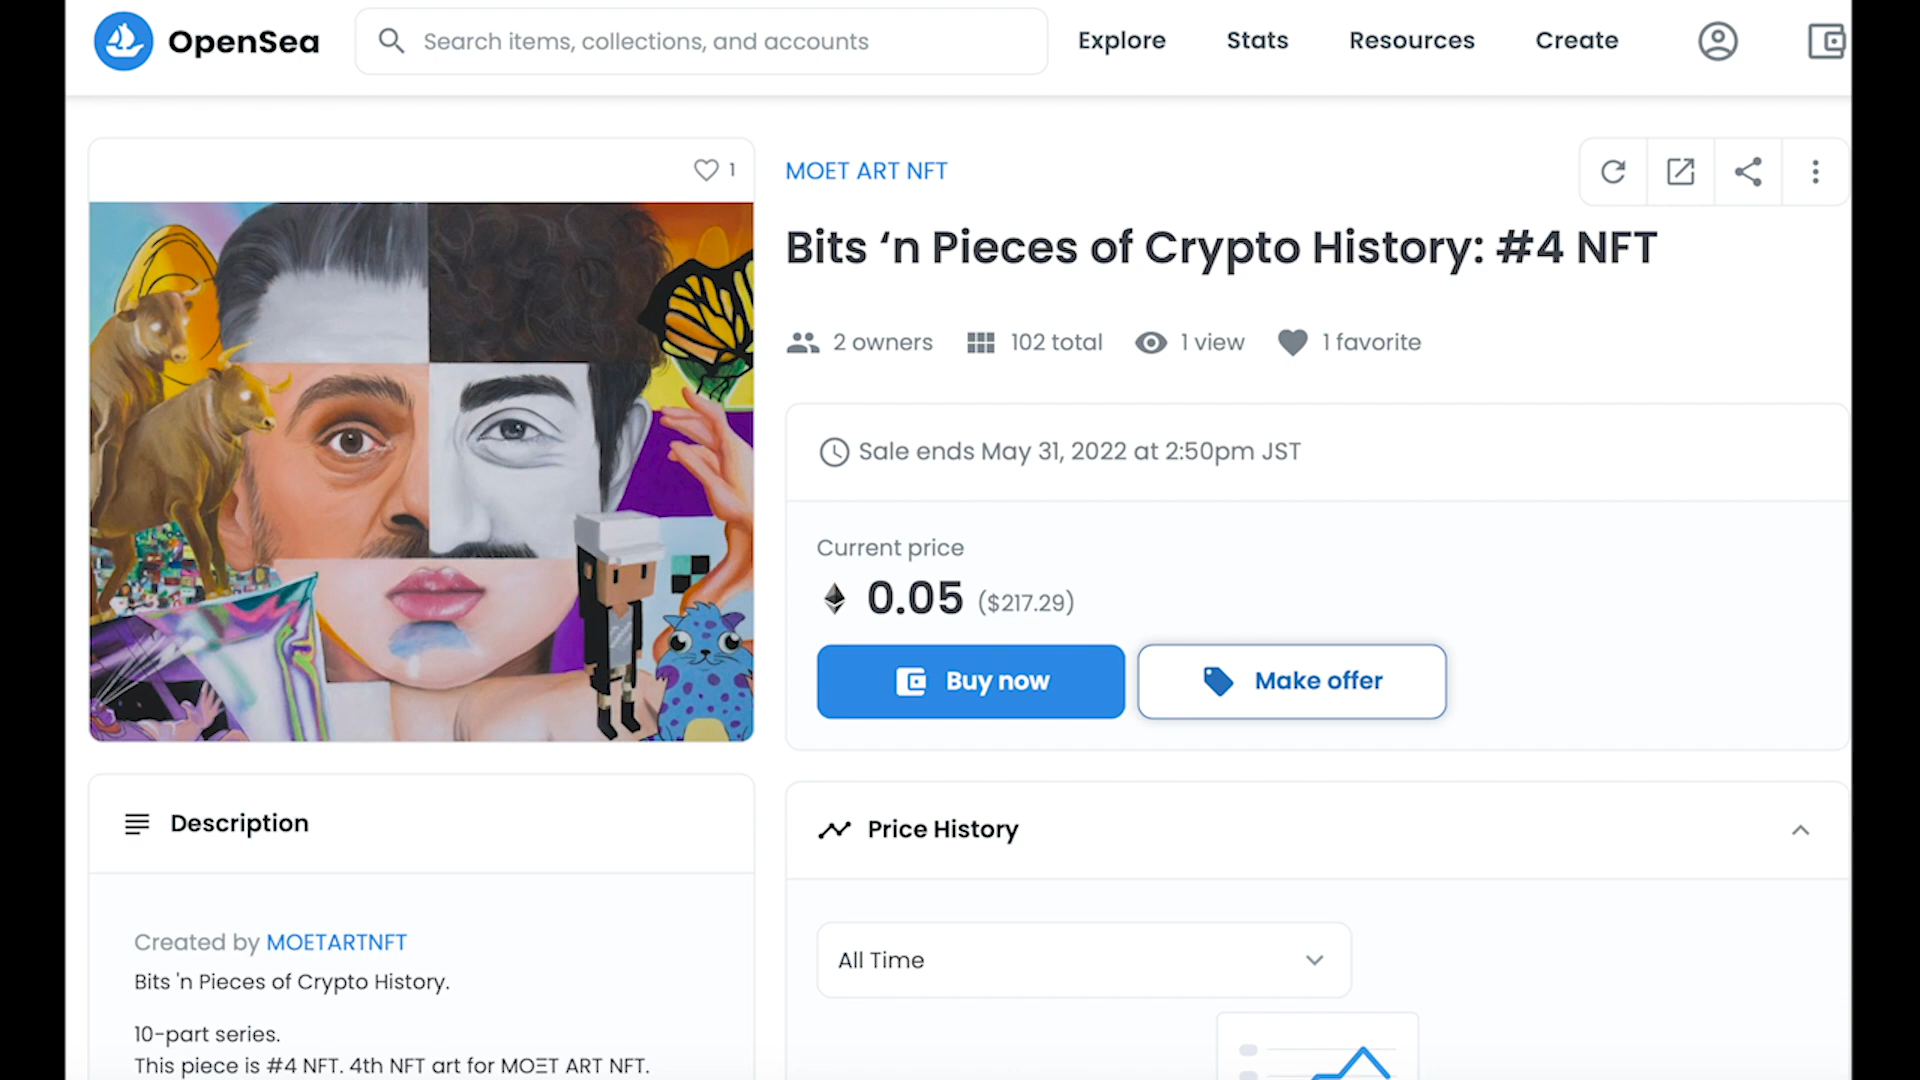 OpenSea
Search items, collections, and accounts
Explore
Stats
Resources
Create
1
MOET ART NFT
Bits ‘n Pieces of Crypto History: #4 NFT
2 owners
102 total
1 view
1 favorite
Sale ends May 31, 2022 at 2:50pm JST
Current price
0.05 ($217.29)
Buy now
Make offer
Description
Price History
Created by MOETARTNFT
Bits 'n Pieces of Crypto History.
10-part series.
This piece is #4 NFT. 4th NFT art for MOΞT ART NFT.
All Time